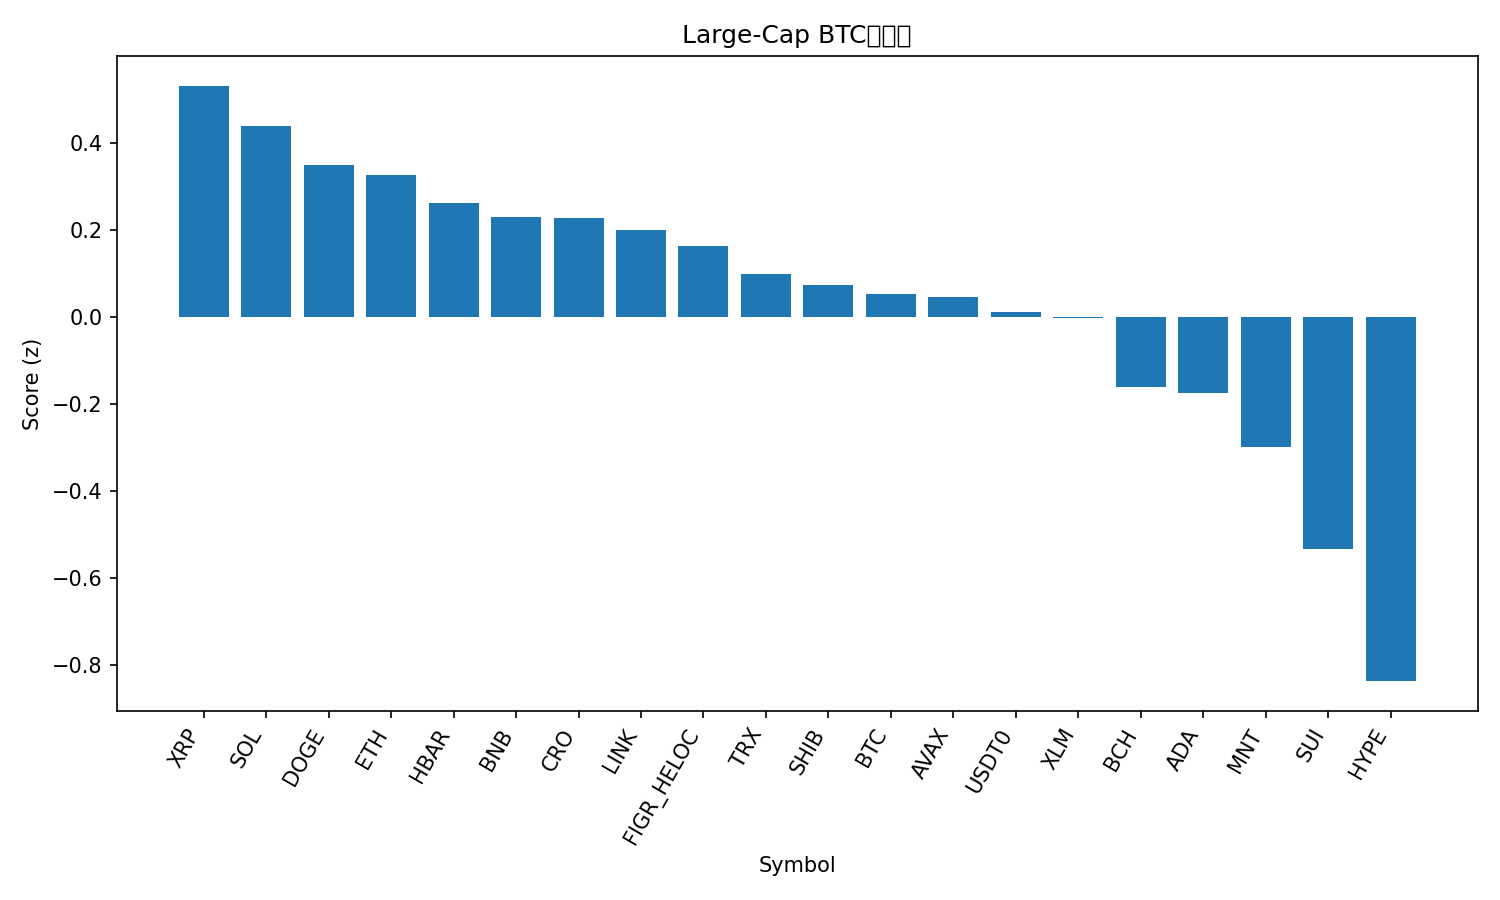 Large-Cap BTC
0.4
0.2
0.0
−0.2
−0.4
−0.6
−0.8
Score (z)
XRP
SOL
DOGE
ETH
HBAR
BNB
CRO
LINK
FIGR_HELOC
TRX
SHIB
BTC
AVAX
USDT0
XLM
BCH
ADA
MNT
SUI
HYPE
Symbol